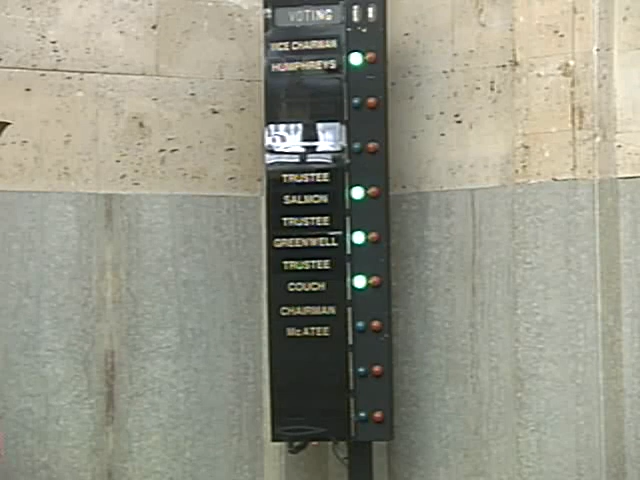 VOTING
VICE CHAIRMAN
HUMPHREYS
TRUSTEE
SALMON
TRUSTEE
GREENWELL
TRUSTEE
COUCH
CHAIRMAN
McATEE